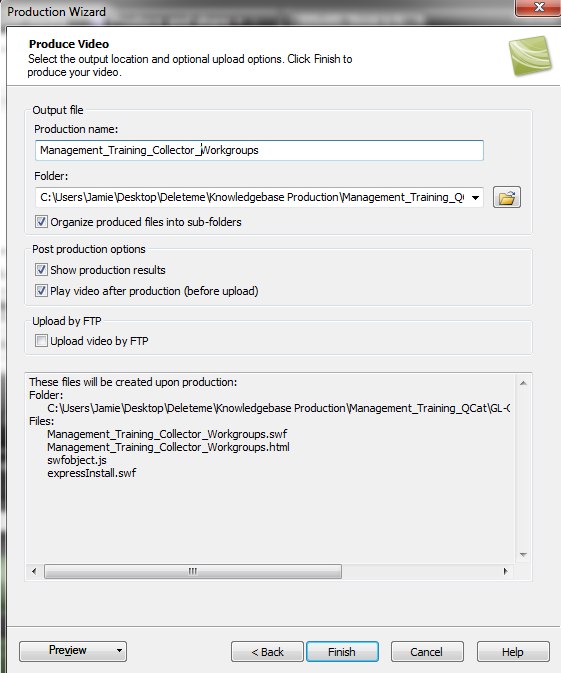 Production Wizard
Produce Video
Select the output location and optional upload options. Click Finish to
produce your video.
Output file
Production name:
Management_Training_Collector_Workgroups
Folder:
C:\Users\Jamie\Desktop\Deleteme\Knowledgebase Production\Management_Training_Q
Organize produced files into sub-folders
Post production options
Show production results
Play video after production (before upload)
Upload by FTP
Upload video by FTP
These files will be created upon production:
Folder:
C:\Users\Jamie\Desktop\Deleteme\Knowledgebase Production\Management_Training_QCat\GL-
Files:
Management_Training_Collector_Workgroups.swf
Management_Training_Collector_Workgroups.html
swfobject.js
expressInstall.swf
Preview
< Back
Finish
Cancel
Help